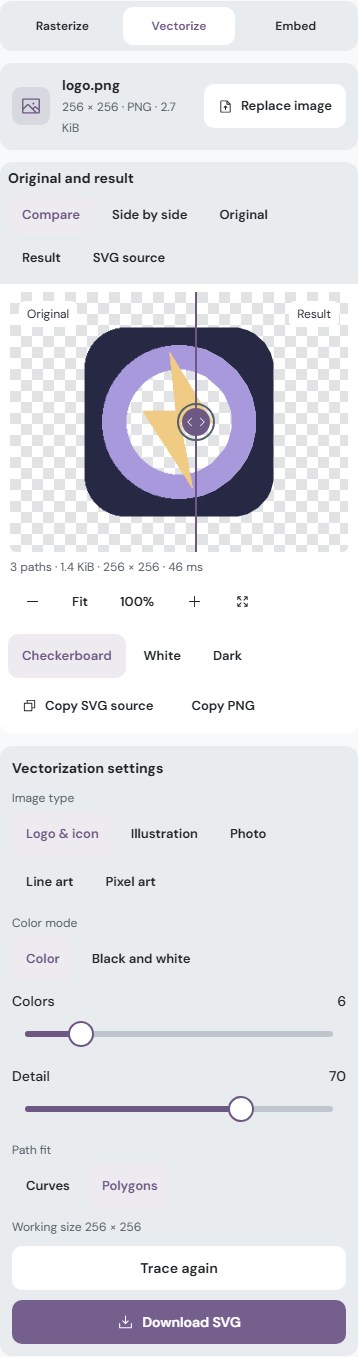 Rasterize Vectorize Embed
logo.png
256 × 256 · PNG · 2.7
KiB
Replace image
Original and result
Compare Side by side Original
Result SVG source
Original Result
3 paths · 1.4 KiB · 256 × 256 · 46 ms
Fit 100%
Checkerboard White Dark
Copy SVG source Copy PNG
Vectorization settings
Image type
Logo & icon Illustration Photo
Line art Pixel art
Color mode
Color Black and white
Colors 6
Detail 70
Path fit
Curves Polygons
Working size 256 × 256
Trace again
Download SVG